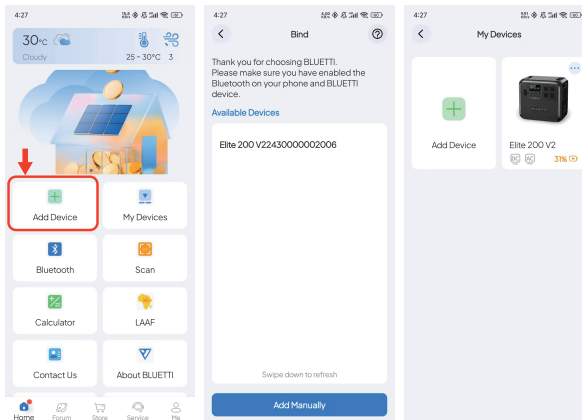 4:27
30°C
Cloudy
25 ~ 30°C 3
Add Device
My Devices
Bluetooth
Scan
Calculator
LAAF
Contact Us
About BLUETTI
Home
Forum
Store
Service
Me
4:27
Bind
Thank you for choosing BLUETTI.
Please make sure you have enabled the
Bluetooth on your phone and BLUETTI
device.
Available Devices
Elite 200 V22430000002006
Swipe down to refresh
Add Manually
4:27
My Devices
Add Device
Elite 200 V2
DC AC 31%